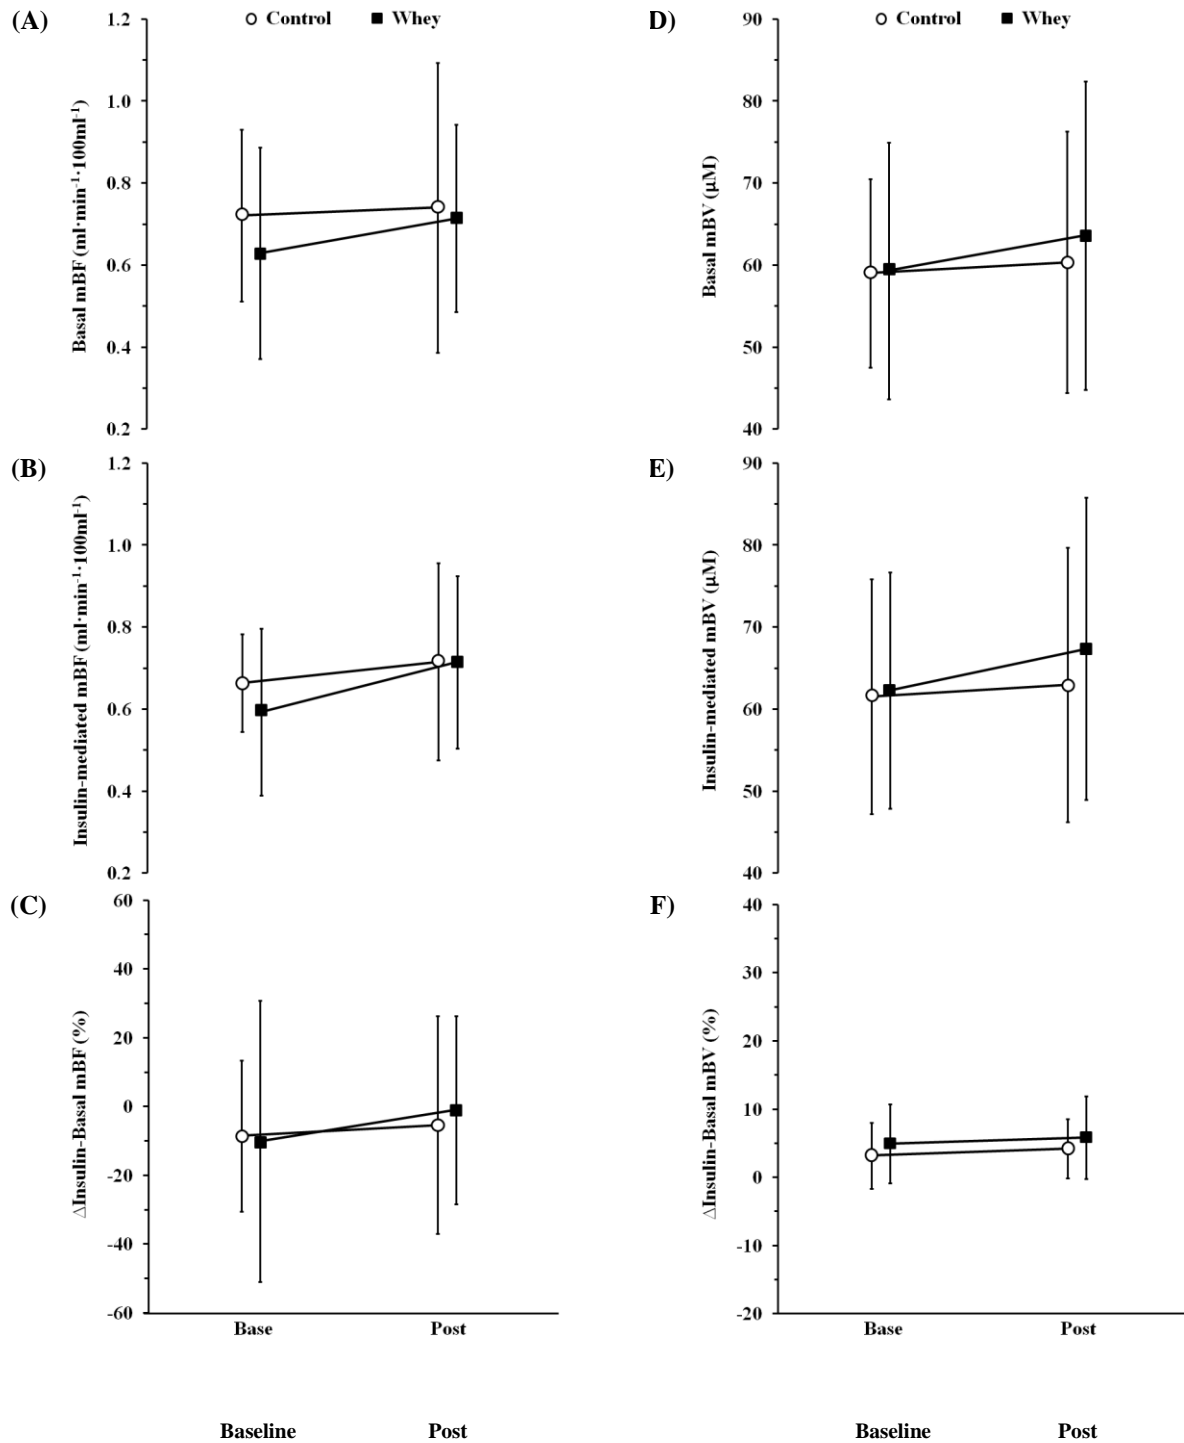 (A)
○ Control ■ Whey
1.2
1.0
0.8
0.6
0.4
0.2
Basal mBF (ml·min⁻¹·100ml⁻¹)
(B)
1.2
1.0
0.8
0.6
0.4
0.2
Insulin-mediated mBF (ml·min⁻¹·100ml⁻¹)
(C)
60
40
20
0
-20
-40
-60
△Insulin-Basal mBF (%)
Base Post
Baseline Post
D)
○ Control ■ Whey
90
80
70
60
50
40
Basal mBV (µM)
E)
90
80
70
60
50
40
Insulin-mediated mBV (µM)
F)
40
30
20
10
0
-10
-20
△Insulin-Basal mBV (%)
Base Post
Baseline Post